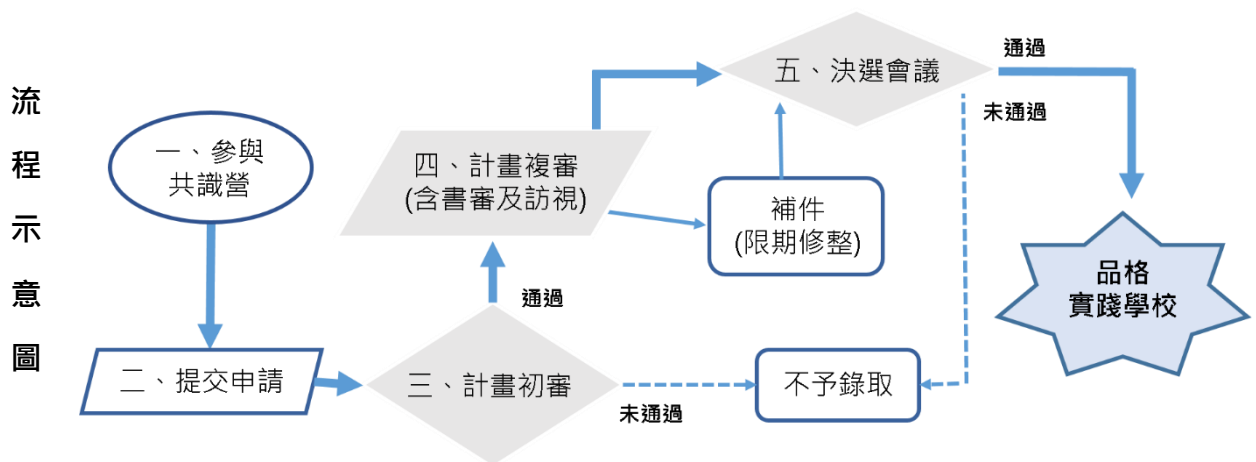 流程示意圖
一、參與
共識營
二、提交申請
三、計畫初審
通過
未通過
四、計畫複審
(含書審及訪視)
補件
(限期修整)
五、決選會議
通過
未通過
不予錄取
品格
實踐學校